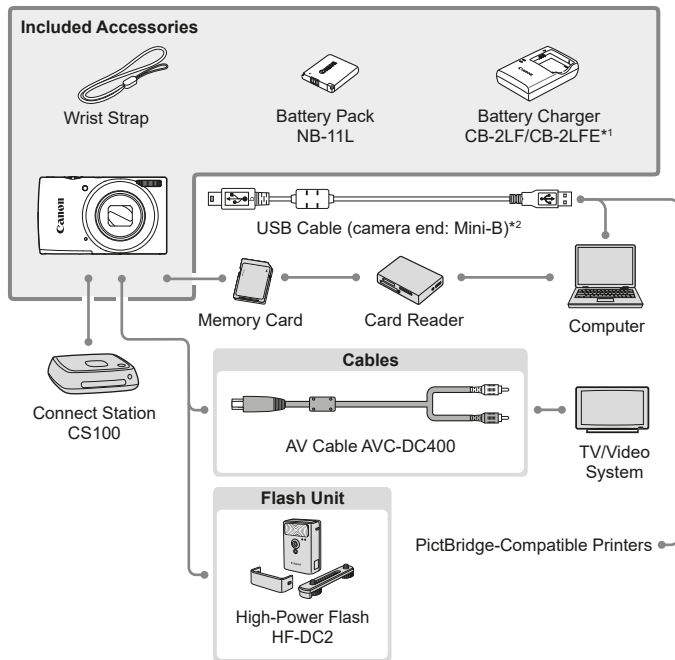 Included Accessories
Wrist Strap
Battery Pack
NB-11L
Battery Charger
CB-2LF/CB-2LFE*1
Canon
USB Cable (camera end: Mini-B)*2
Memory Card
Card Reader
Computer
Connect Station
CS100
Cables
AV Cable AVC-DC400
TV/Video
System
Flash Unit
High-Power Flash
HF-DC2
PictBridge-Compatible Printers